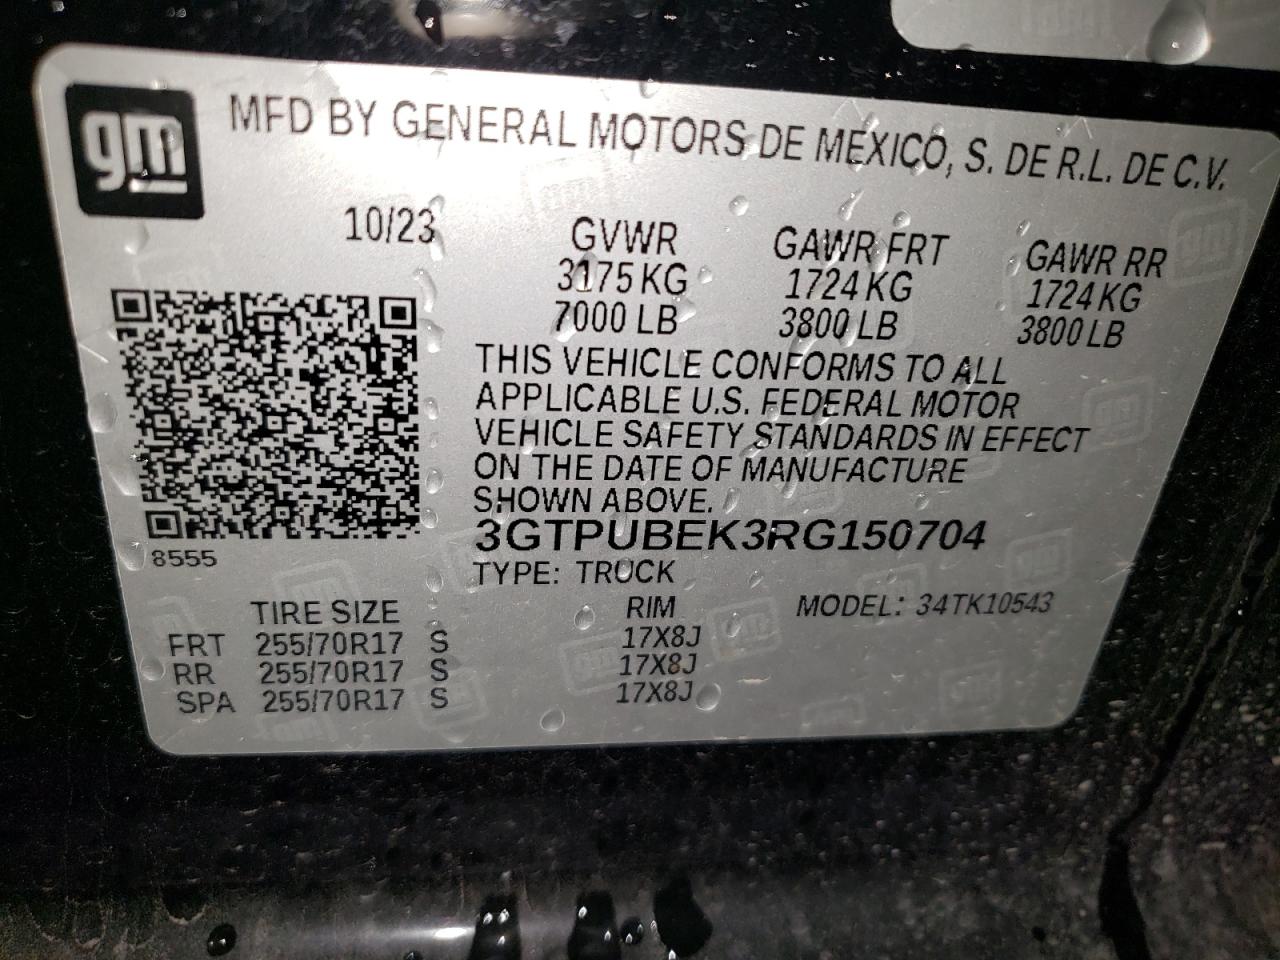 gm
MFD BY GENERAL MOTORS DE MEXICO, S. DE R.L. DE C.V.
10/23 GVWR GAWR FRT GAWR RR
3175 KG 1724 KG 1724 KG
7000 LB 3800 LB 3800 LB
THIS VEHICLE CONFORMS TO ALL
APPLICABLE U.S. FEDERAL MOTOR
VEHICLE SAFETY STANDARDS IN EFFECT
ON THE DATE OF MANUFACTURE
SHOWN ABOVE.
3GTPUBEK3RG150704
8555
TYPE: TRUCK
TIRE SIZE RIM MODEL: 34TK10543
FRT 255/70R17 S 17X8J
RR 255/70R17 S 17X8J
SPA 255/70R17 S 17X8J